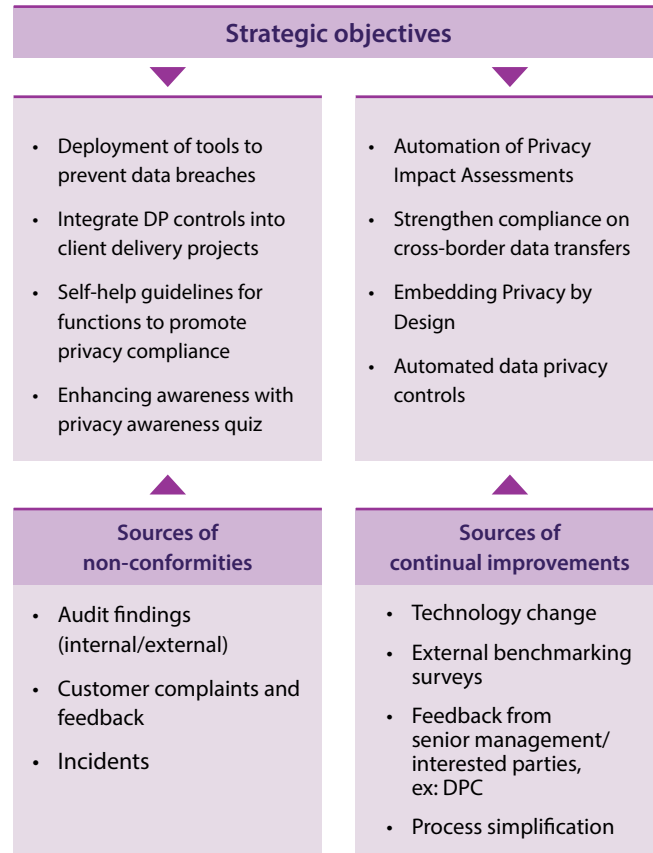 Strategic objectives
• Deployment of tools to
prevent data breaches
• Integrate DP controls into
client delivery projects
• Self-help guidelines for
functions to promote
privacy compliance
• Enhancing awareness with
privacy awareness quiz
• Automation of Privacy
Impact Assessments
• Strengthen compliance on
cross-border data transfers
• Embedding Privacy by
Design
• Automated data privacy
controls
Sources of
non-conformities
• Audit findings
(internal/external)
• Customer complaints and
feedback
• Incidents
Sources of
continual improvements
• Technology change
• External benchmarking
surveys
• Feedback from
senior management/
interested parties,
ex: DPC
• Process simplification